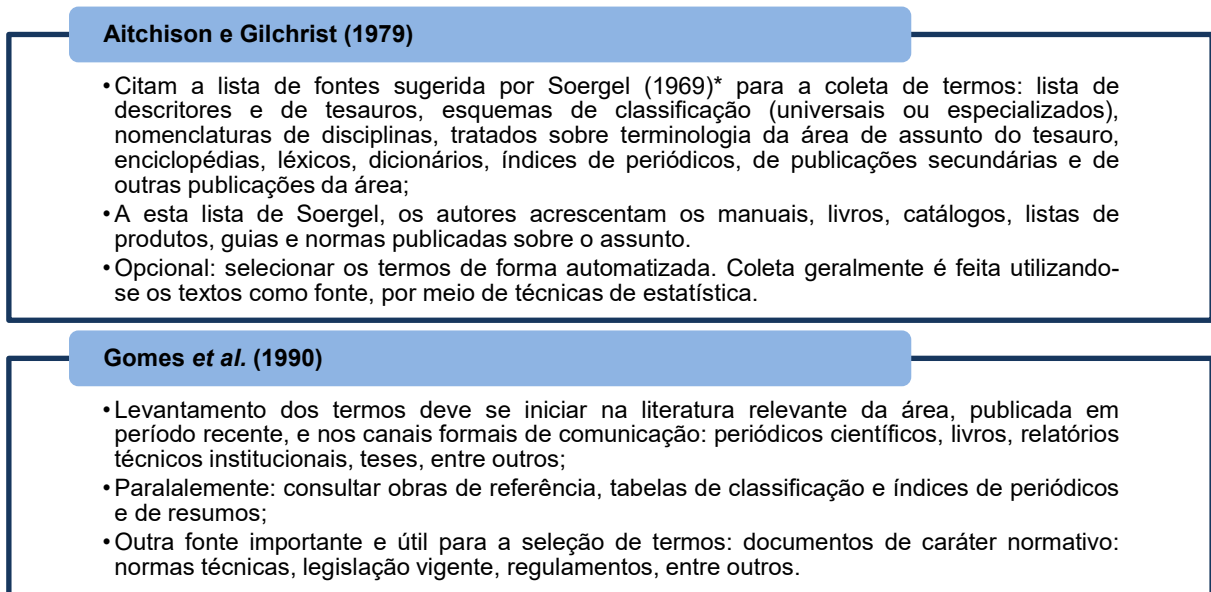 Aitchison e Gilchrist (1979)
•Citam a lista de fontes sugerida por Soergel (1969)* para a coleta de termos: lista de
descritores e de tesauros, esquemas de classificação (universais ou especializados),
nomenclaturas de disciplinas, tratados sobre terminologia da área de assunto do tesauro,
enciclopédias, léxicos, dicionários, índices de periódicos, de publicações secundárias e de
outras publicações da área;
•A esta lista de Soergel, os autores acrescentam os manuais, livros, catálogos, listas de
produtos, guias e normas publicadas sobre o assunto.
•Opcional: selecionar os termos de forma automatizada. Coleta geralmente é feita utilizando-
se os textos como fonte, por meio de técnicas de estatística.
Gomes et al. (1990)
•Levantamento dos termos deve se iniciar na literatura relevante da área, publicada em
período recente, e nos canais formais de comunicação: periódicos científicos, livros, relatórios
técnicos institucionais, teses, entre outros;
•Paralalemente: consultar obras de referência, tabelas de classificação e índices de periódicos
e de resumos;
•Outra fonte importante e útil para a seleção de termos: documentos de caráter normativo:
normas técnicas, legislação vigente, regulamentos, entre outros.